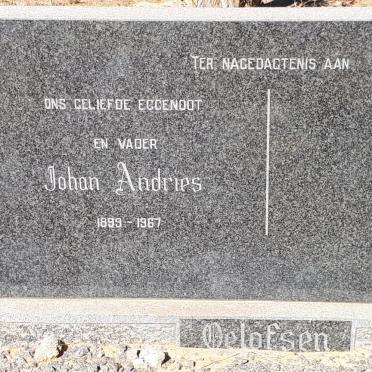 TER NAGEDAGTENIS AAN
ONS GELIEFDE EGGENOOT
EN VADER
Johan Andries
1899 - 1967
Oelofsen